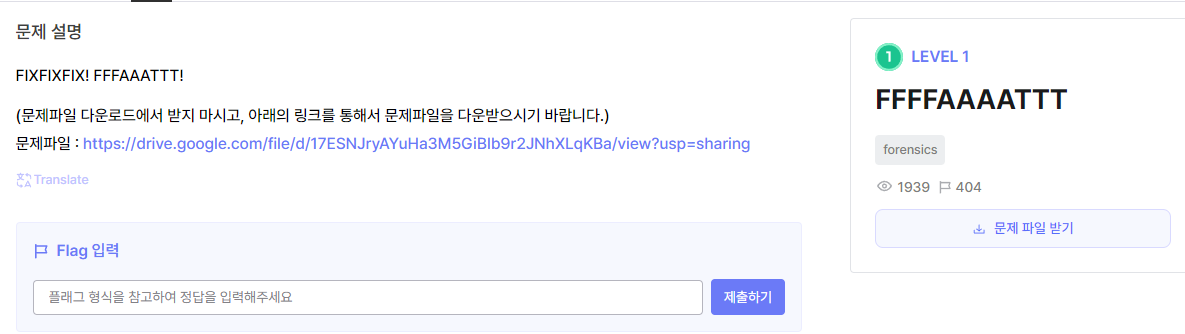 문제 설명
FIXFIXFIX! FFFAAATTT!
(문제파일 다운로드에서 받지 마시고, 아래의 링크를 통해서 문제파일을 다운받으시기 바랍니다.)
문제파일 : https://drive.google.com/file/d/17ESNJryAYuHa3M5GiBIb9r2JNhXLqKBa/view?usp=sharing
Translate
Flag 입력
플래그 형식을 참고하여 정답을 입력해주세요
제출하기
1 LEVEL 1
FFFFAAAATTT
forensics
1939 404
문제 파일 받기